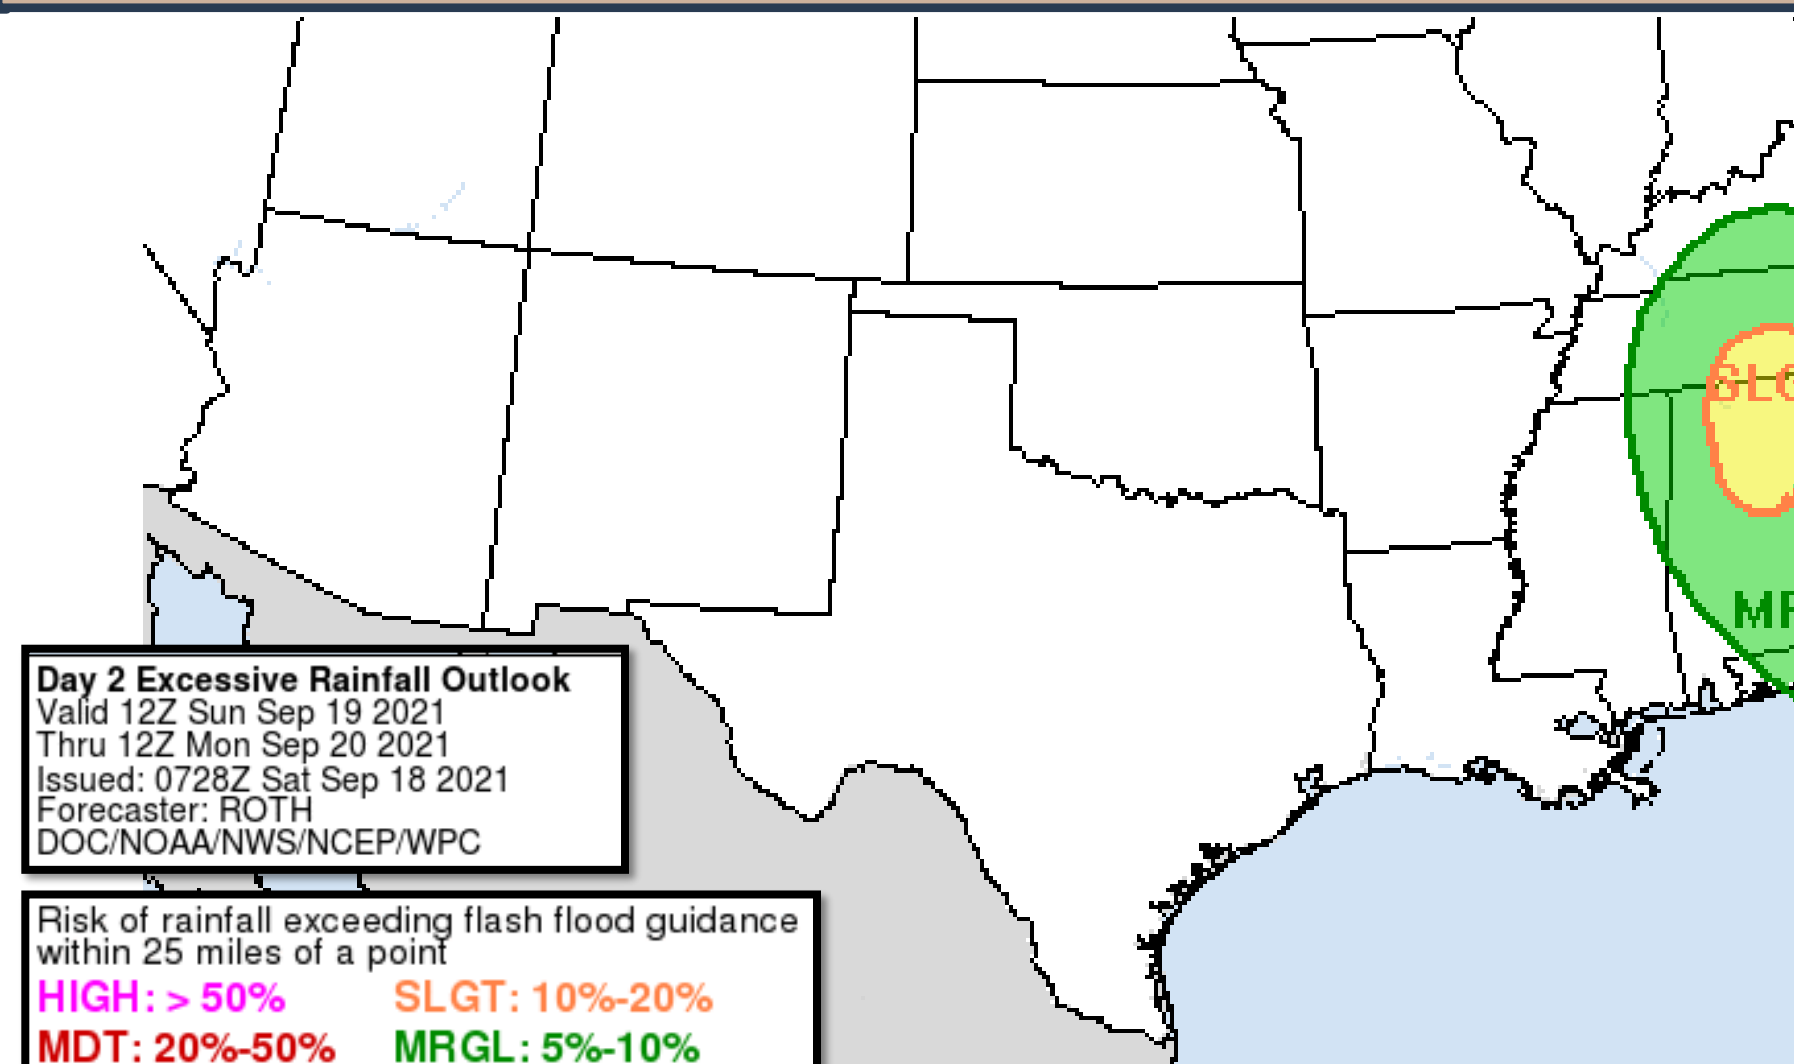 SLG
MR
Day 2 Excessive Rainfall Outlook
Valid 12Z Sun Sep 19 2021
Thru 12Z Mon Sep 20 2021
Issued: 0728Z Sat Sep 18 2021
Forecaster: ROTH
DOC/NOAA/NWS/NCEP/WPC
Risk of rainfall exceeding flash flood guidance
within 25 miles of a point
HIGH: > 50% SLGT: 10%-20%
MDT: 20%-50% MRGL: 5%-10%